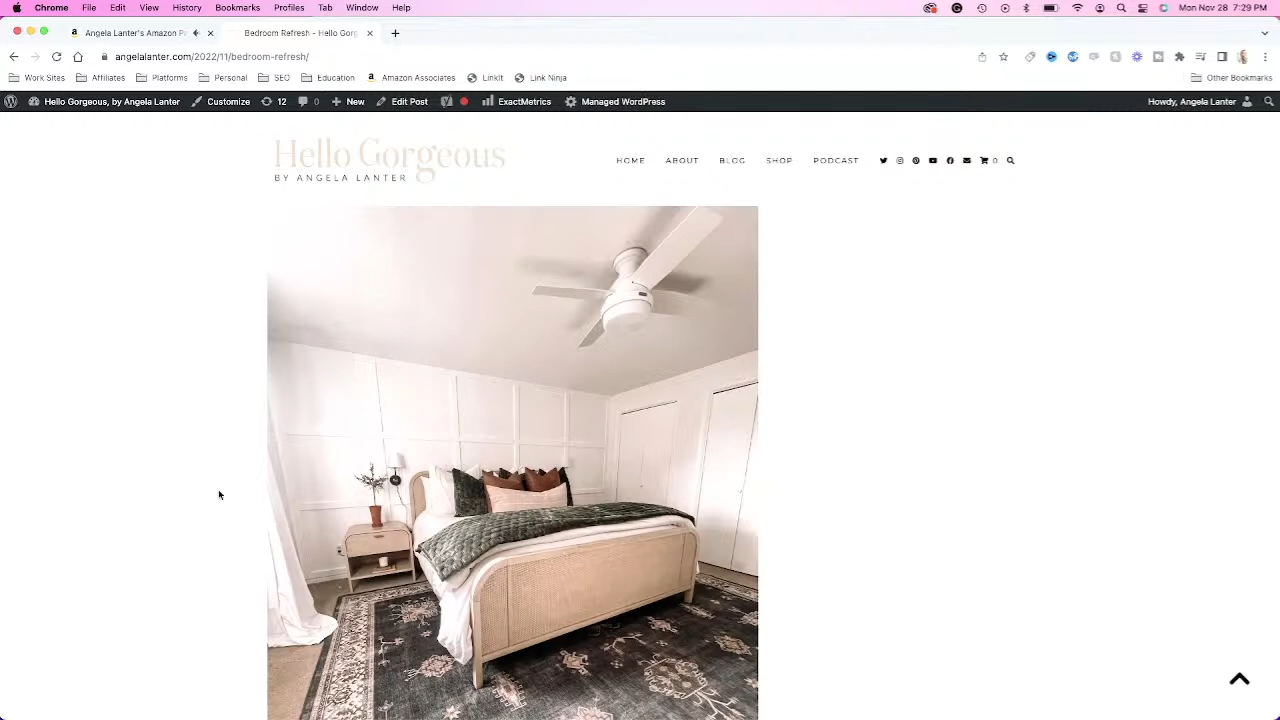 Chrome File Edit View History Bookmarks Profiles Tab Window Help Mon Nov 28 7:29 PM
Angela Lanter's Amazon P Bedroom Refresh - Hello Gorg
angelalanter.com/2022/11/bedroom-refresh/
Work Sites Affiliates Platforms Personal SEO Education Amazon Associates LinkIt Link Ninja Other Bookmarks
Hello Gorgeous, by Angela Lanter Customize 12 0 New Edit Post ExactMetrics Managed WordPress Howdy, Angela Lanter
Hello Gorgeous
BY ANGELA LANTER
HOME ABOUT BLOG SHOP PODCAST 0